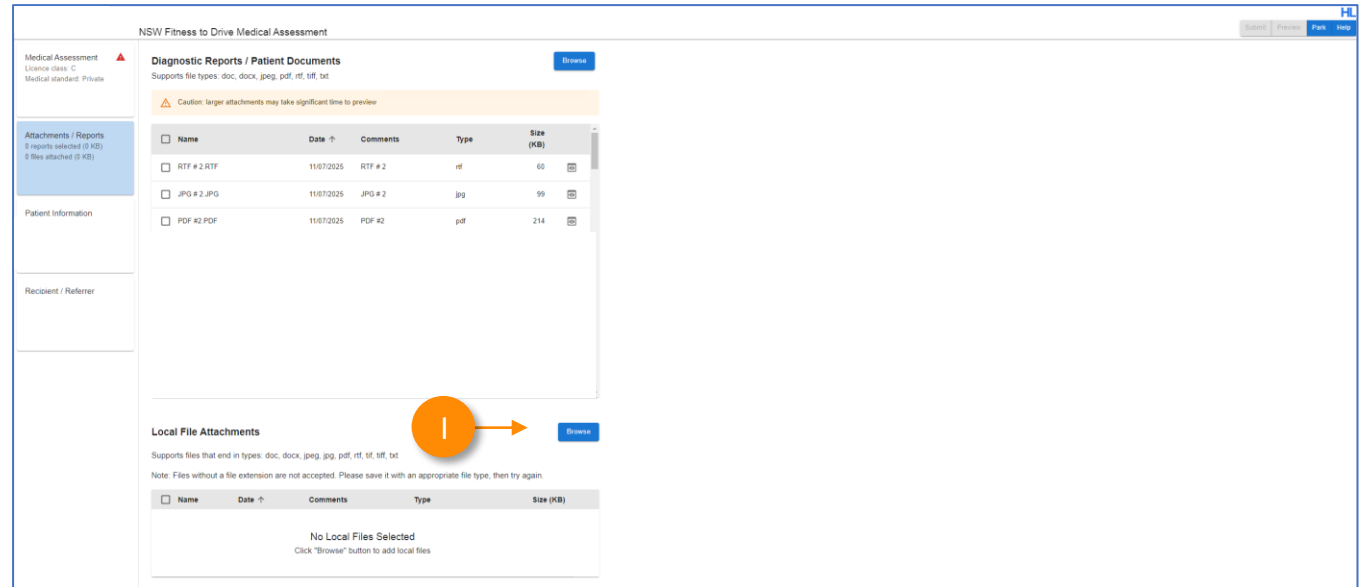 HL
NSW Fitness to Drive Medical Assessment
Submit Preview Park Help
Medical Assessment
Licence class: C
Medical standard: Private
Attachments / Reports
0 reports selected (0 KB)
0 files attached (0 KB)
Patient Information
Recipient / Referrer
Diagnostic Reports / Patient Documents
Browse
Supports file types: doc, docx, jpeg, pdf, rtf, tiff, txt
Caution: larger attachments may take significant time to preview
Name Date ↑ Comments Type Size (KB)
RTF # 2.RTF 11/07/2025 RTF # 2 rtf 60
JPG # 2.JPG 11/07/2025 JPG # 2 jpg 99
PDF #2.PDF 11/07/2025 PDF #2 pdf 214
I
Local File Attachments
Browse
Supports files that end in types: doc, docx, jpeg, jpg, pdf, rtf, tif, tiff, txt
Note: Files without a file extension are not accepted. Please save it with an appropriate file type, then try again.
Name Date ↑ Comments Type Size (KB)
No Local Files Selected
Click "Browse" button to add local files